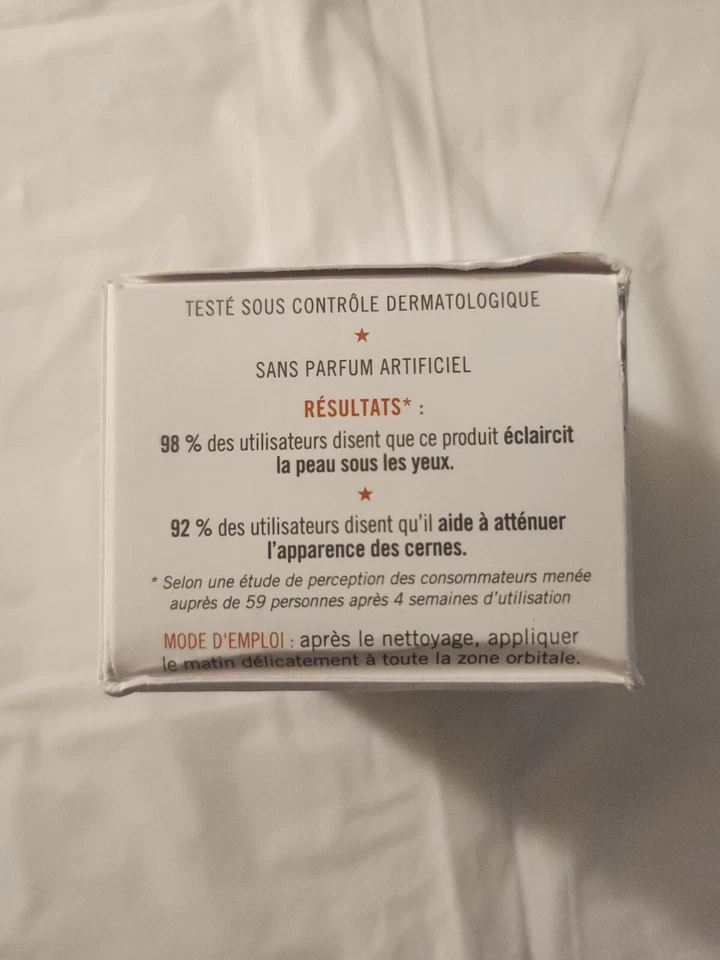 TESTÉ SOUS CONTRÔLE DERMATOLOGIQUE
SANS PARFUM ARTIFICIEL
RÉSULTATS* :
98 % des utilisateurs disent que ce produit éclaircit
la peau sous les yeux.
92 % des utilisateurs disent qu'il aide à atténuer
l'apparence des cernes.
* Selon une étude de perception des consommateurs menée
auprès de 59 personnes après 4 semaines d'utilisation
MODE D'EMPLOI : après le nettoyage, appliquer
le matin délicatement à toute la zone orbitale.